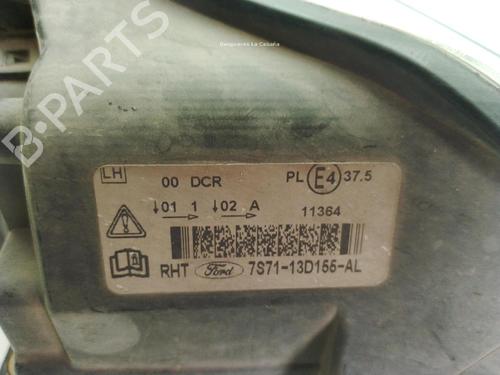 B-PARTS
Desguaces La Cabaña
LH
00 DCR PL E4 37.5
↓01 1 ↓02 A 11364
RHT Ford 7S71-13D155-AL